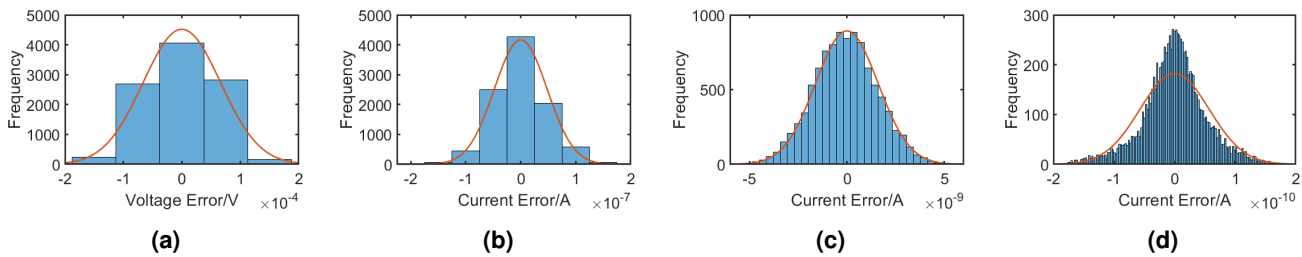 5000
4000
3000
2000
1000
0
Frequency
-2 -1 0 1 2
Voltage Error/V ×10-4
(a)
5000
4000
3000
2000
1000
0
Frequency
-2 -1 0 1 2
Current Error/A ×10-7
(b)
1000
500
0
Frequency
-5 0 5
Current Error/A ×10-9
(c)
300
200
100
0
Frequency
-2 -1 0 1 2
Current Error/A ×10-10
(d)